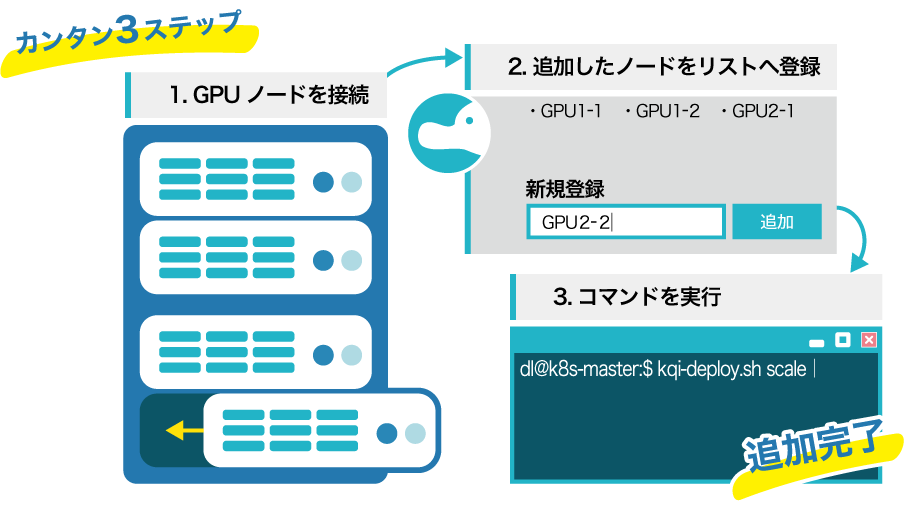 カンタン3ステップ
1. GPU ノードを接続
2. 追加したノードをリストへ登録
・GPU1-1 ・GPU1-2 ・GPU2-1
新規登録
GPU2-2
追加
3. コマンドを実行
dl@k8s-master:$ kqi-deploy.sh scale
追加完了